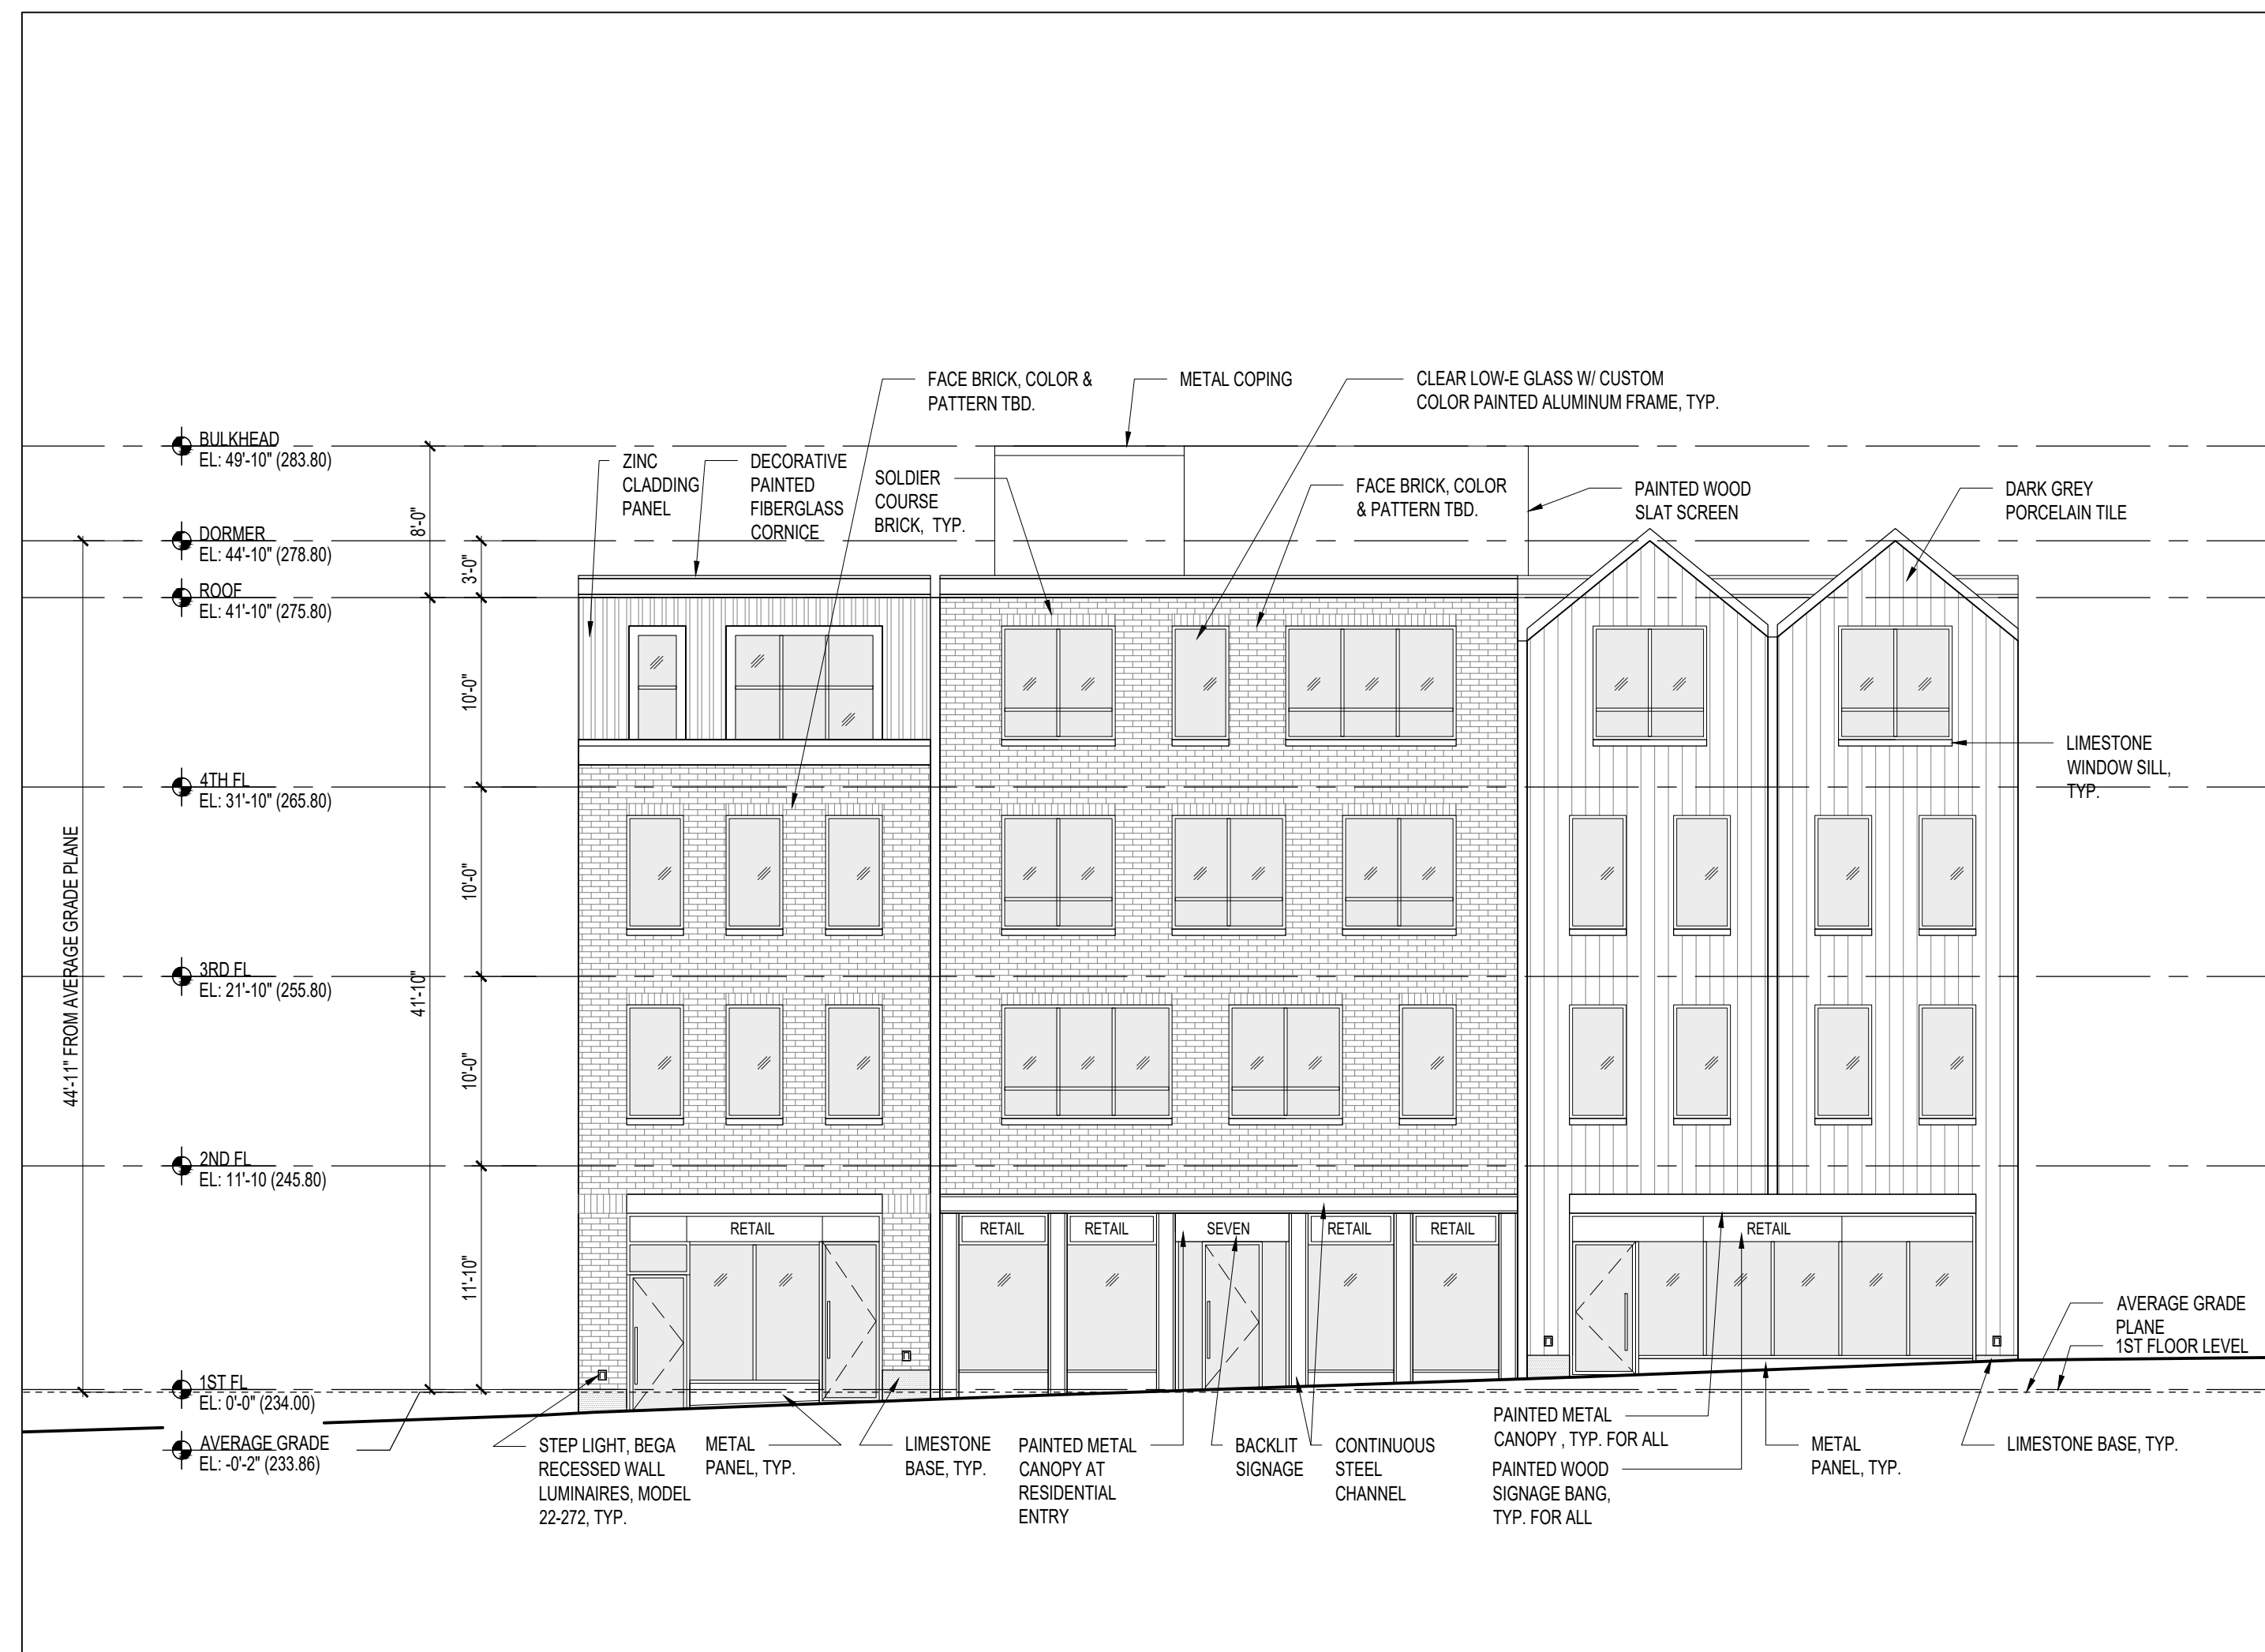 FACE BRICK, COLOR &
PATTERN TBD.
METAL COPING
CLEAR LOW-E GLASS W/ CUSTOM
COLOR PAINTED ALUMINUM FRAME, TYP.
BULKHEAD
EL: 49'-10" (283.80)
ZINC
CLADDING
PANEL
DECORATIVE
PAINTED
FIBERGLASS
CORNICE
SOLDIER
COURSE
BRICK, TYP.
FACE BRICK, COLOR
& PATTERN TBD.
PAINTED WOOD
SLAT SCREEN
DARK GREY
PORCELAIN TILE
DORMER
EL: 44'-10" (278.80)
8'-0"
3'-0"
ROOF
EL: 41'-10" (275.80)
10'-0"
LIMESTONE
WINDOW SILL,
TYP.
4TH FL
EL: 31'-10" (265.80)
10'-0"
44'-11" FROM AVERAGE GRADE PLANE
3RD FL
EL: 21'-10" (255.80)
41'-10"
10'-0"
2ND FL
EL: 11'-10 (245.80)
11'-10"
RETAIL
RETAIL
RETAIL
SEVEN
RETAIL
RETAIL
RETAIL
AVERAGE GRADE
PLANE
1ST FLOOR LEVEL
1ST FL
EL: 0'-0" (234.00)
AVERAGE GRADE
EL: -0'-2" (233.86)
STEP LIGHT, BEGA
RECESSED WALL
LUMINAIRES, MODEL
22-272, TYP.
METAL
PANEL, TYP.
LIMESTONE
BASE, TYP.
PAINTED METAL
CANOPY AT
RESIDENTIAL
ENTRY
BACKLIT
SIGNAGE
CONTINUOUS
STEEL
CHANNEL
PAINTED METAL
CANOPY , TYP. FOR ALL
PAINTED WOOD
SIGNAGE BANG,
TYP. FOR ALL
METAL
PANEL, TYP.
LIMESTONE BASE, TYP.